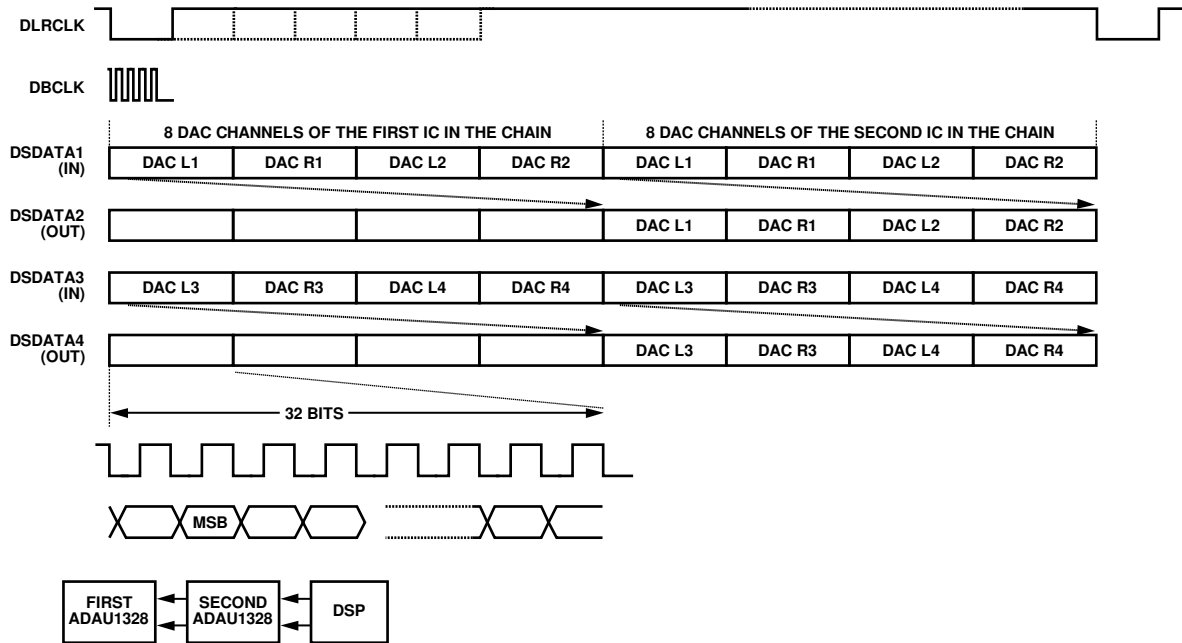 DLRCLK
DBCLK
8 DAC CHANNELS OF THE FIRST IC IN THE CHAIN
8 DAC CHANNELS OF THE SECOND IC IN THE CHAIN
DSDATA1
(IN)
DAC L1
DAC R1
DAC L2
DAC R2
DAC L1
DAC R1
DAC L2
DAC R2
DSDATA2
(OUT)
DAC L1
DAC R1
DAC L2
DAC R2
DSDATA3
(IN)
DAC L3
DAC R3
DAC L4
DAC R4
DAC L3
DAC R3
DAC L4
DAC R4
DSDATA4
(OUT)
DAC L3
DAC R3
DAC L4
DAC R4
32 BITS
MSB
FIRST
ADAU1328
SECOND
ADAU1328
DSP